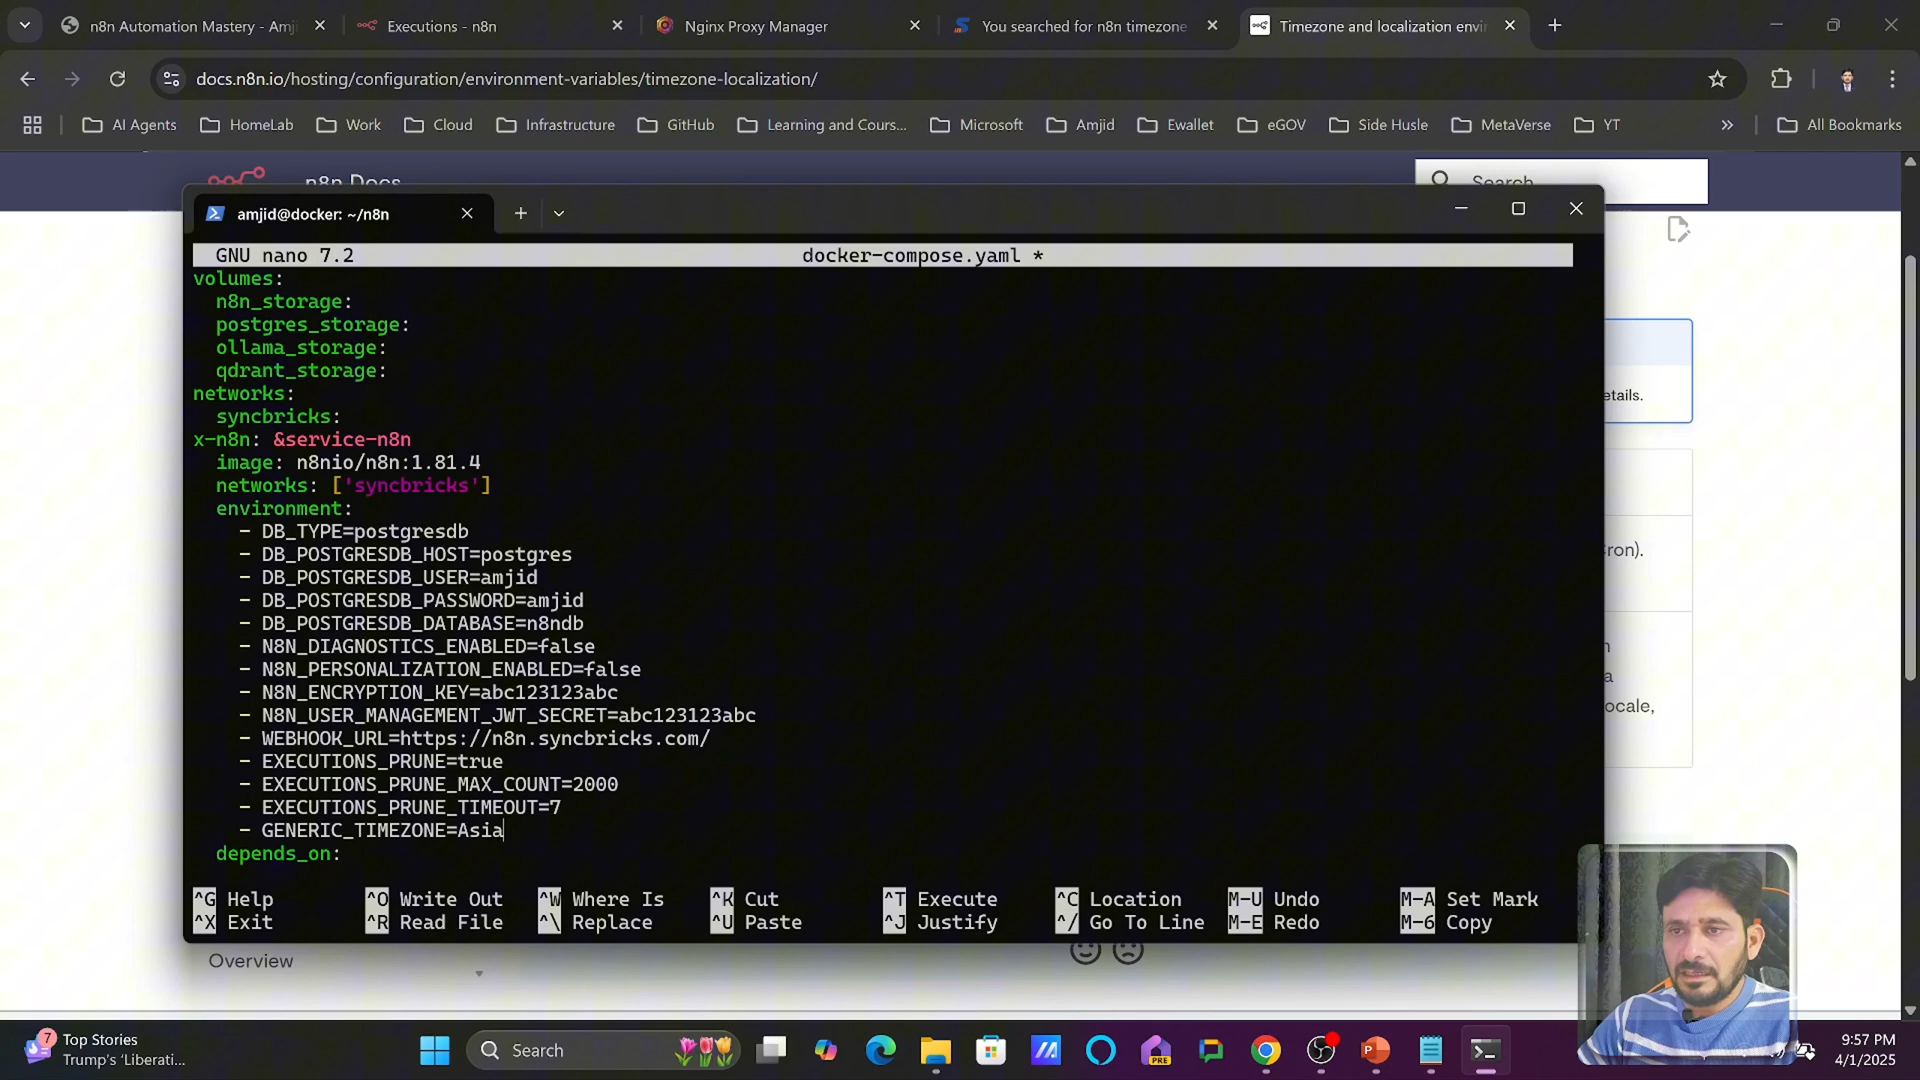 n8n Automation Mastery - Amj
Executions - n8n
Nginx Proxy Manager
You searched for n8n timezone
Timezone and localization envi
docs.n8n.io/hosting/configuration/environment-variables/timezone-localization/
AI Agents
HomeLab
Work
Cloud
Infrastructure
GitHub
Learning and Cours...
Microsoft
Amjid
Ewallet
eGOV
Side Husle
MetaVerse
YT
All Bookmarks
n8n Docs
Search
amjid@docker: ~/n8n
GNU nano 7.2 docker-compose.yaml *
volumes:
n8n_storage:
postgres_storage:
ollama_storage:
qdrant_storage:
networks:
syncbricks:
x-n8n: &service-n8n
image: n8nio/n8n:1.81.4
networks: ['syncbricks']
environment:
- DB_TYPE=postgresdb
- DB_POSTGRESDB_HOST=postgres
- DB_POSTGRESDB_USER=amjid
- DB_POSTGRESDB_PASSWORD=amjid
- DB_POSTGRESDB_DATABASE=n8ndb
- N8N_DIAGNOSTICS_ENABLED=false
- N8N_PERSONALIZATION_ENABLED=false
- N8N_ENCRYPTION_KEY=abc123123abc
- N8N_USER_MANAGEMENT_JWT_SECRET=abc123123abc
- WEBHOOK_URL=https://n8n.syncbricks.com/
- EXECUTIONS_PRUNE=true
- EXECUTIONS_PRUNE_MAX_COUNT=2000
- EXECUTIONS_PRUNE_TIMEOUT=7
- GENERIC_TIMEZONE=Asia
depends_on:
^G Help ^O Write Out ^W Where Is ^K Cut ^T Execute ^C Location M-U Undo M-A Set Mark
^X Exit ^R Read File ^\ Replace ^U Paste ^J Justify ^/ Go To Line M-E Redo M-6 Copy
etails.
Cron).
n
a
ocale,
Overview
7
Top Stories
Trump's 'Liberati...
Search
PRE
9:57 PM
4/1/2025